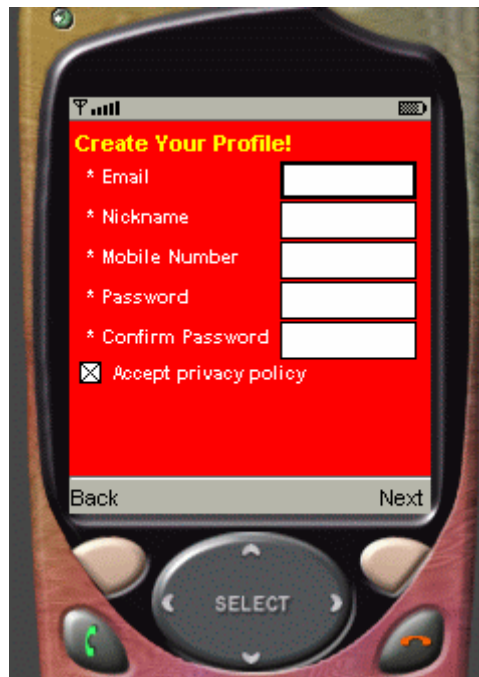 Create Your Profile!
* Email
* Nickname
* Mobile Number
* Password
* Confirm Password
Accept privacy policy
Back Next
SELECT